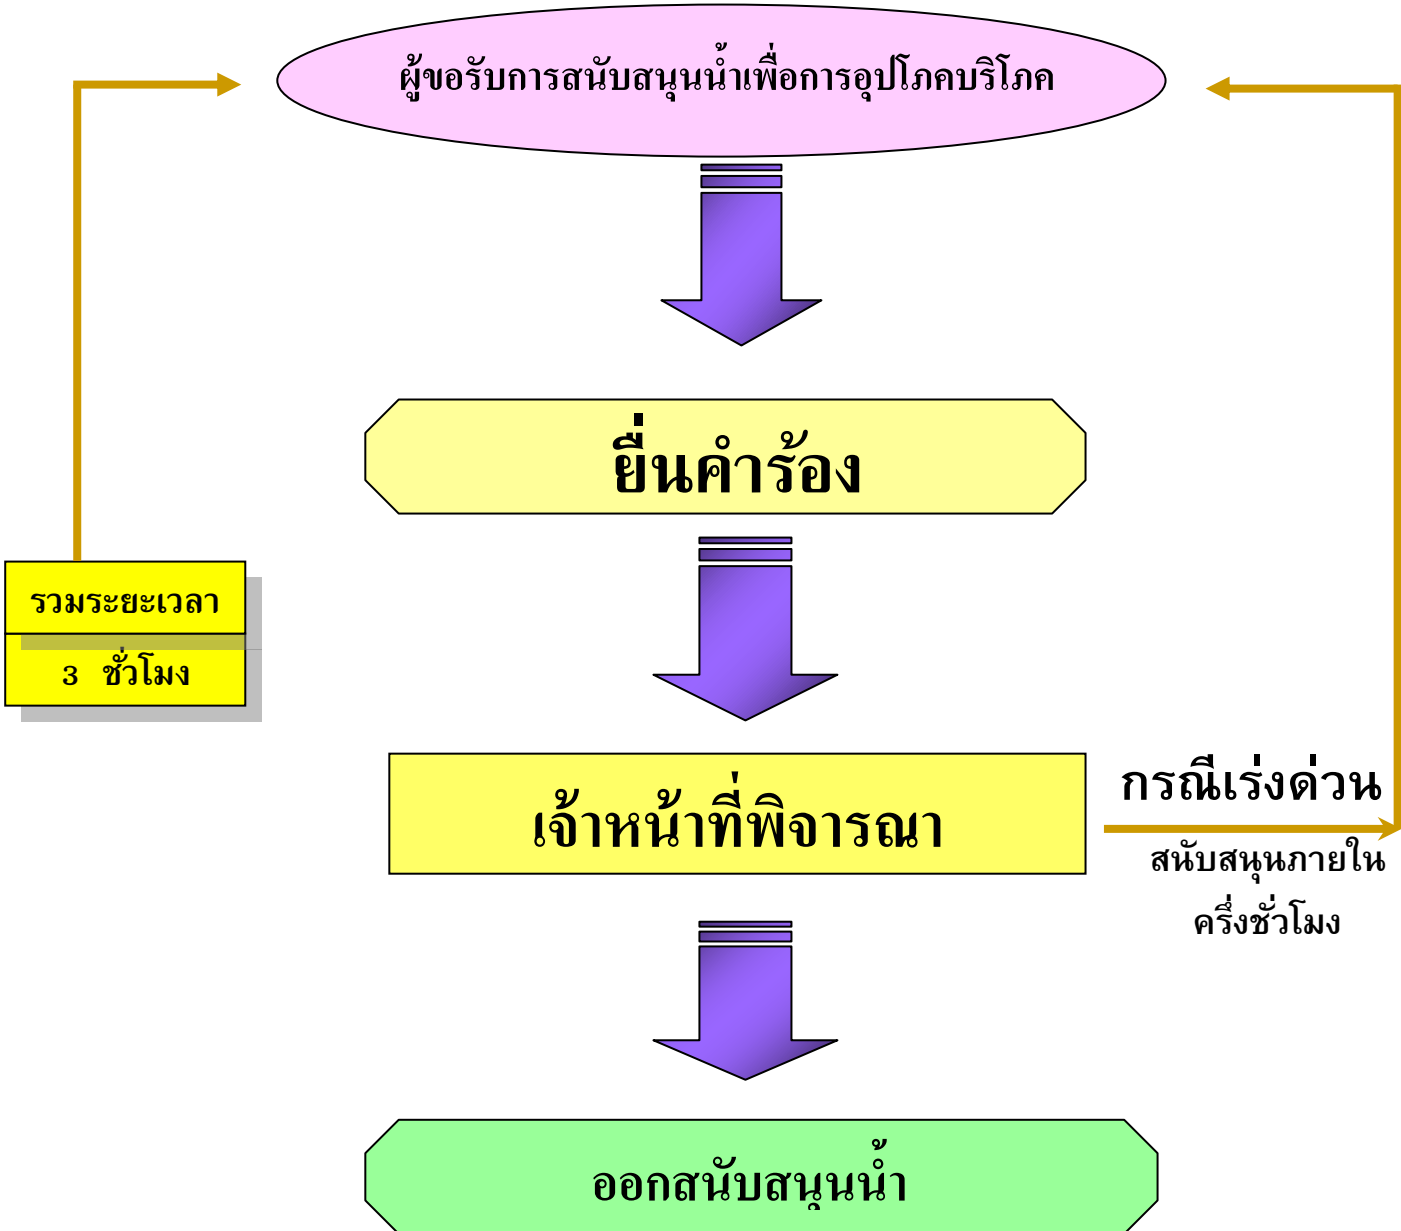 ผู้ขอรับการสนับสนุนน้ำเพื่อการอุปโภคบริโภค
ยื่นคำร้อง
รวมระยะเวลา
3 ชั่วโมง
เจ้าหน้าที่พิจารณา
กรณีเร่งด่วน
สนับสนุนภายใน
ครึ่งชั่วโมง
ออกสนับสนุนน้ำ